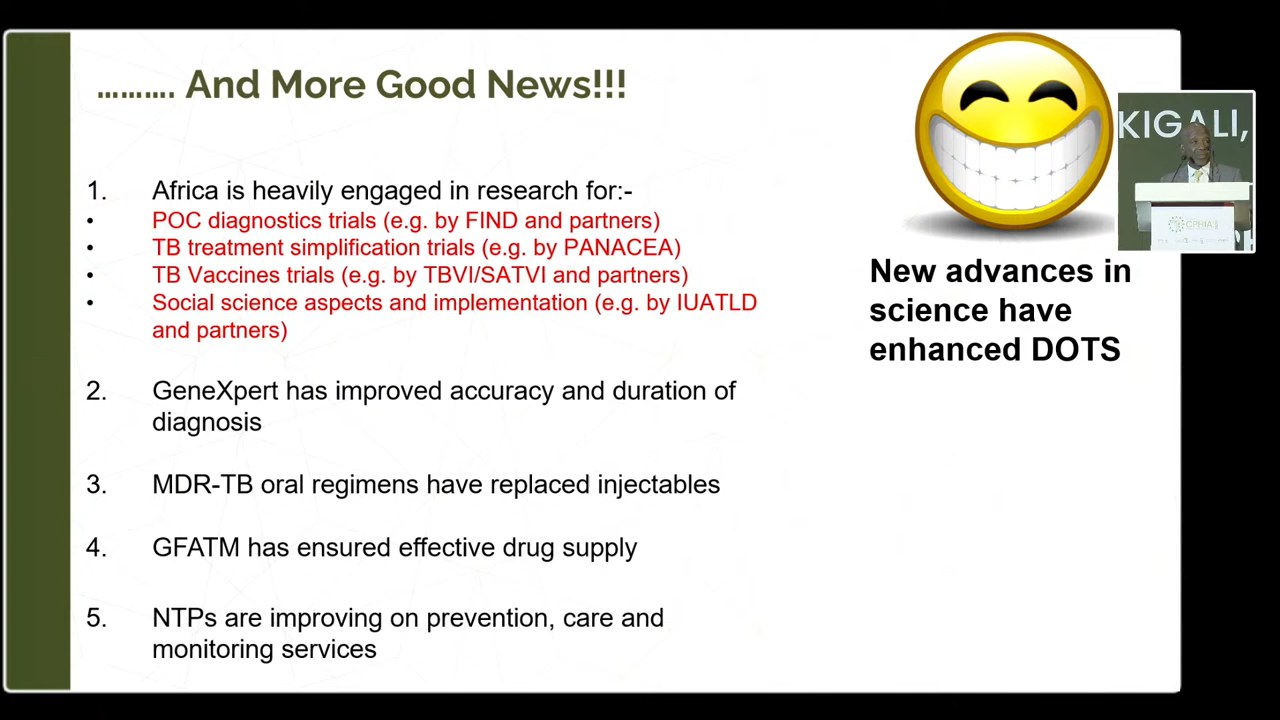 ………. And More Good News!!!
1. Africa is heavily engaged in research for:-
• POC diagnostics trials (e.g. by FIND and partners)
• TB treatment simplification trials (e.g. by PANACEA)
• TB Vaccines trials (e.g. by TBVI/SATVI and partners)
• Social science aspects and implementation (e.g. by IUATLD
and partners)
2. GeneXpert has improved accuracy and duration of
diagnosis
3. MDR-TB oral regimens have replaced injectables
4. GFATM has ensured effective drug supply
5. NTPs are improving on prevention, care and
monitoring services
New advances in
science have
enhanced DOTS
KIGALI,